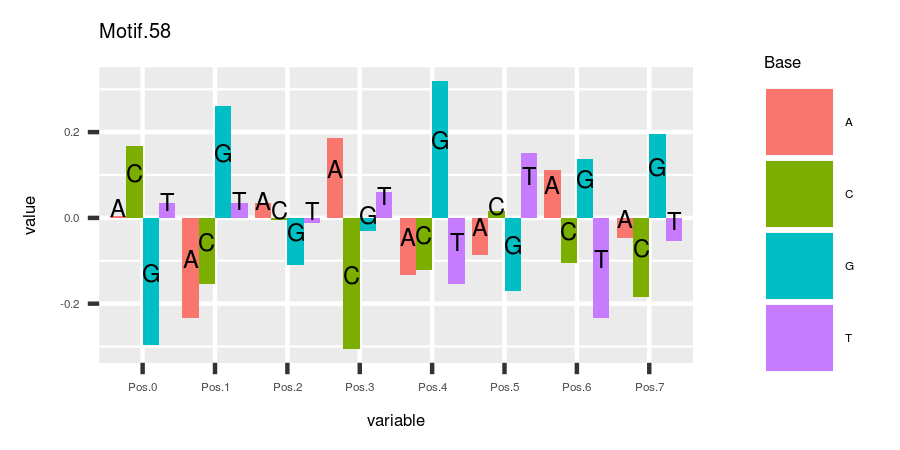 Motif.58
Base
A
C
G
T
value
0.2
0.0
-0.2
A C G T A C G T A C G T A C G T A C G T A C G T A C G T A C G T
Pos.0 Pos.1 Pos.2 Pos.3 Pos.4 Pos.5 Pos.6 Pos.7
variable